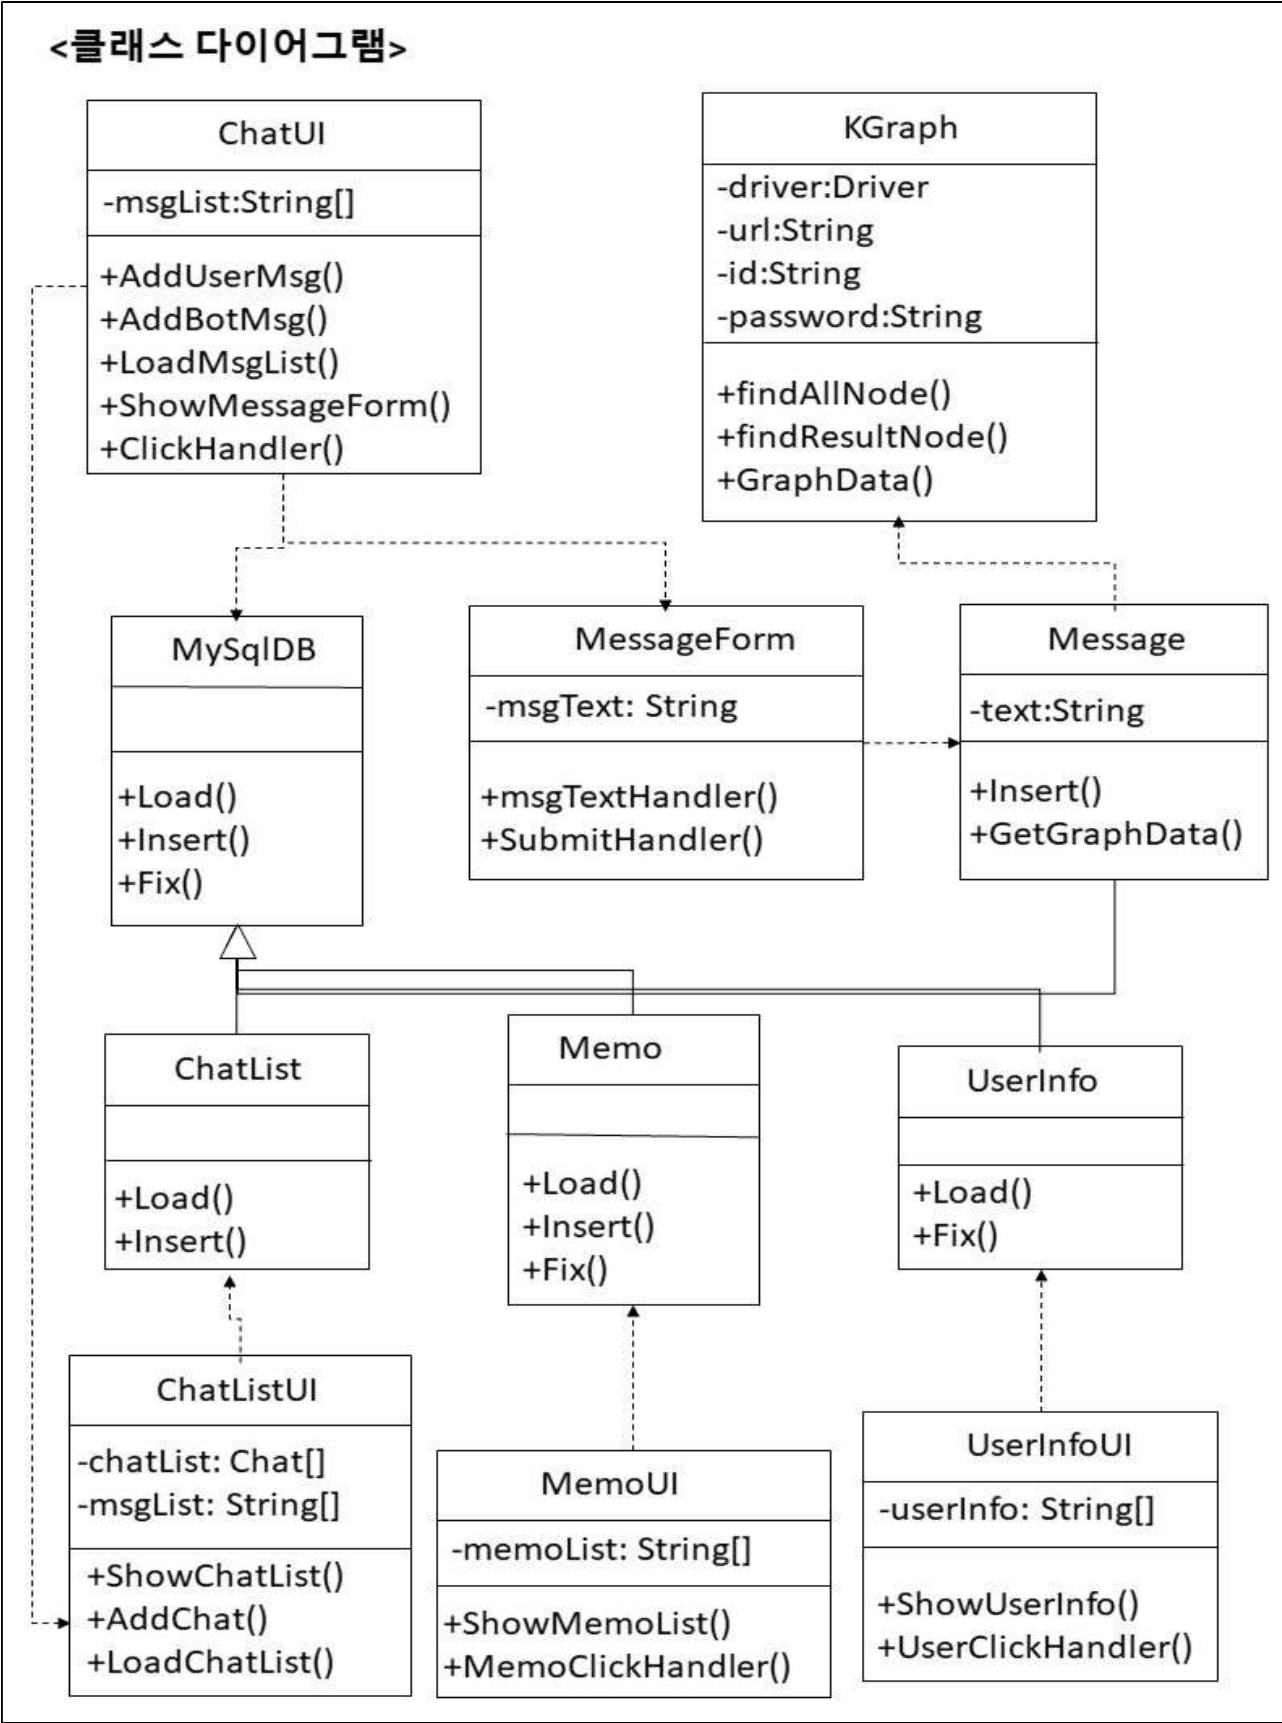 <클래스 다이어그램>
ChatUI
-msgList:String[]
+AddUserMsg()
+AddBotMsg()
+LoadMsgList()
+ShowMessageForm()
+ClickHandler()
KGraph
-driver:Driver
-url:String
-id:String
-password:String
+findAllNode()
+findResultNode()
+GraphData()
MySqlDB
+Load()
+Insert()
+Fix()
MessageForm
-msgText: String
+msgTextHandler()
+SubmitHandler()
Message
-text:String
+Insert()
+GetGraphData()
ChatList
+Load()
+Insert()
Memo
+Load()
+Insert()
+Fix()
UserInfo
+Load()
+Fix()
ChatListUI
-chatList: Chat[]
-msgList: String[]
+ShowChatList()
+AddChat()
+LoadChatList()
MemoUI
-memoList: String[]
+ShowMemoList()
+MemoClickHandler()
UserInfoUI
-userInfo: String[]
+ShowUserInfo()
+UserClickHandler()